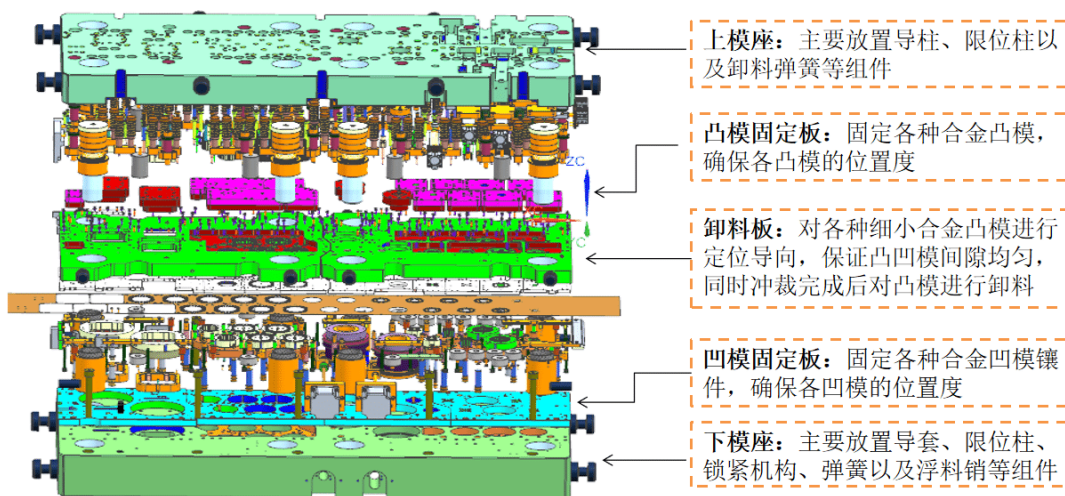 上模座：主要放置导柱、限位柱以
及卸料弹簧等组件
凸模固定板：固定各种合金凸模，
确保各凸模的位置度
ZC
YC
卸料板：对各种细小合金凸模进行
定位导向，保证凸凹模间隙均匀，
同时冲裁完成后对凸模进行卸料
凹模固定板：固定各种合金凹模镶
件，确保各凹模的位置度
下模座：主要放置导套、限位柱、
锁紧机构、弹簧以及浮料销等组件